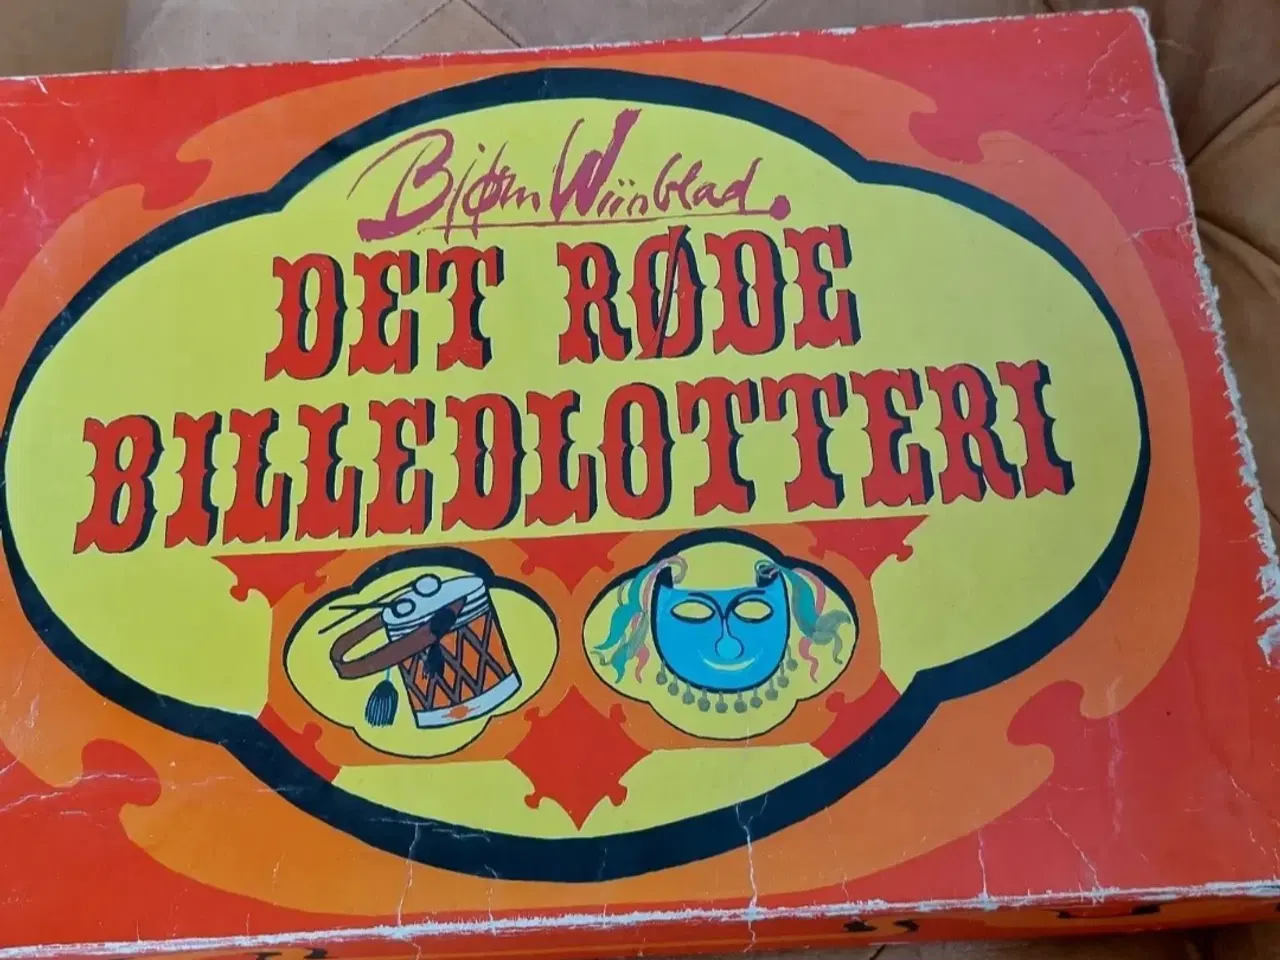 Bjørn Wiinblad.
DET RØDE
BILLEDLOTTERI